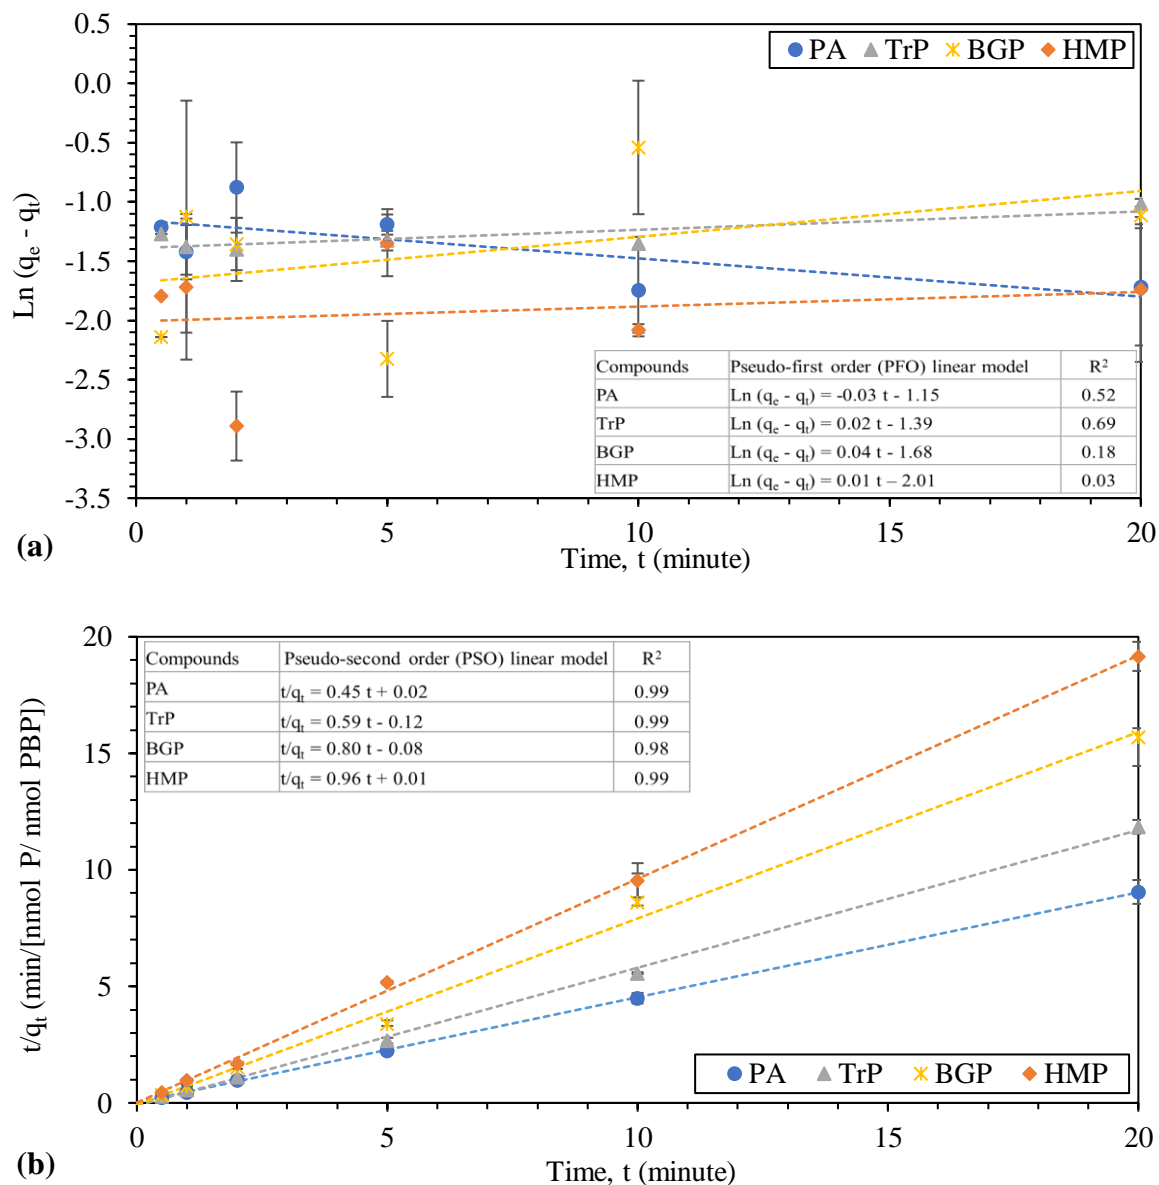 0.5
0.0
-0.5
-1.0
-1.5
-2.0
-2.5
-3.0
-3.5
Ln (qe - qt)
PA TrP BGP HMP
Compounds Pseudo-first order (PFO) linear model R2
PA Ln (qe - qt) = -0.03 t - 1.15 0.52
TrP Ln (qe - qt) = 0.02 t - 1.39 0.69
BGP Ln (qe - qt) = 0.04 t - 1.68 0.18
HMP Ln (qe - qt) = 0.01 t – 2.01 0.03
0 5 10 15 20
Time, t (minute)
(a)
20
15
10
5
0
t/qt (min/[nmol P/ nmol PBP]
Compounds Pseudo-second order (PSO) linear model R2
PA t/qt = 0.45 t + 0.02 0.99
TrP t/qt = 0.59 t - 0.12 0.99
BGP t/qt = 0.80 t - 0.08 0.98
HMP t/qt = 0.96 t + 0.01 0.99
PA TrP BGP HMP
0 5 10 15 20
Time, t (minute)
(b)